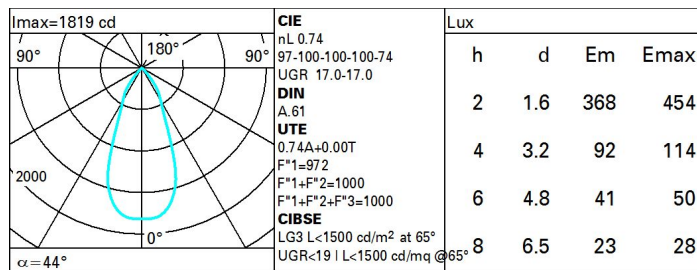 Imax=1819 cd
90°
180°
90°
2000
0°
α=44°
CIE
nL 0.74
97-100-100-100-74
UGR 17.0-17.0
DIN
A.61
UTE
0.74A+0.00T
F"1=972
F"1+F"2=1000
F"1+F"2+F"3=1000
CIBSE
LG3 L<1500 cd/m² at 65°
UGR<19 | L<1500 cd/mq @65°
Lux
h d Em Emax
2 1.6 368 454
4 3.2 92 114
6 4.8 41 50
8 6.5 23 28